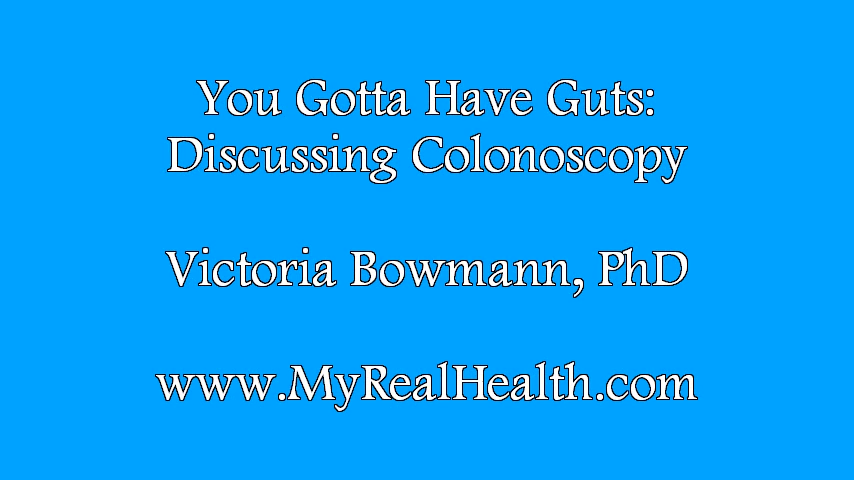 You Gotta Have Guts:
Discussing Colonoscopy
Victoria Bowmann, PhD
www.MyRealHealth.com